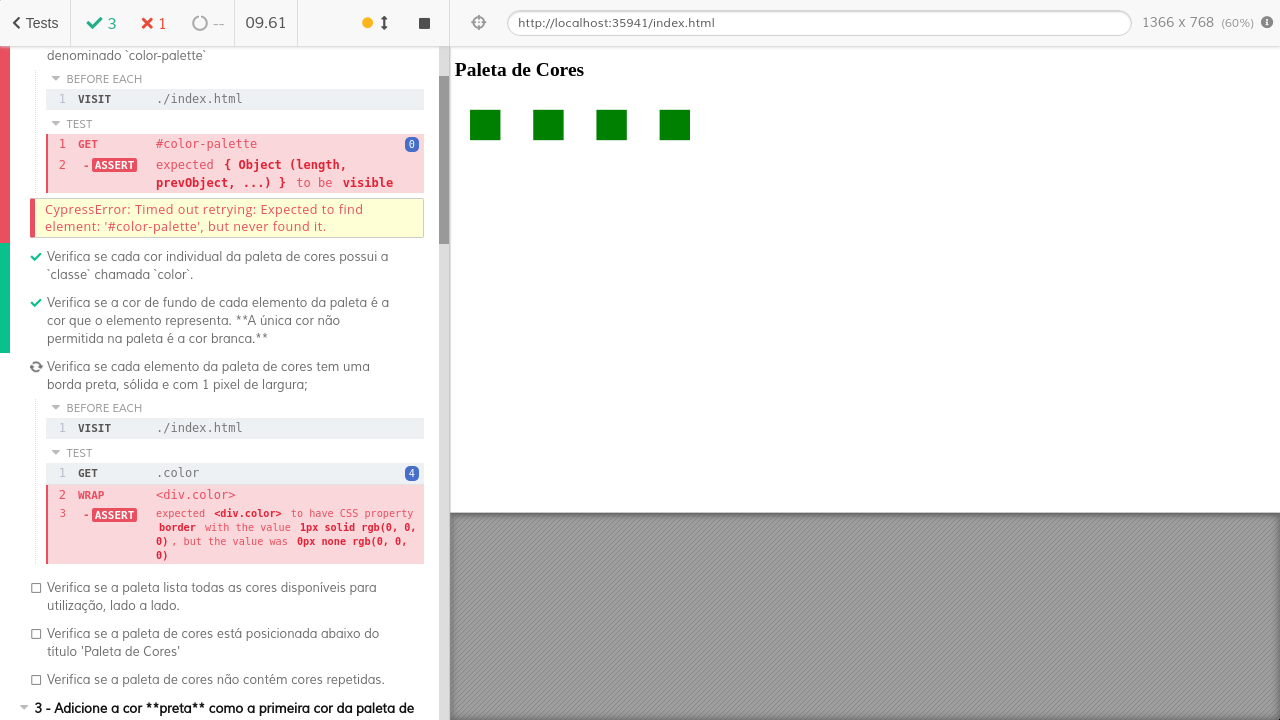 Tests
3
1
--
09.61
http://localhost:35941/index.html
1366 x 768 (60%)
denominado `color-palette`
BEFORE EACH
1 VISIT ./index.html
TEST
1 GET #color-palette 0
2 - ASSERT expected { Object (length,
prevObject, ...) } to be visible
CypressError: Timed out retrying: Expected to find
element: '#color-palette', but never found it.
Verifica se cada cor individual da paleta de cores possui a
`classe` chamada `color`.
Verifica se a cor de fundo de cada elemento da paleta é a
cor que o elemento representa. **A única cor não
permitida na paleta é a cor branca.**
Verifica se cada elemento da paleta de cores tem uma
borda preta, sólida e com 1 pixel de largura;
BEFORE EACH
1 VISIT ./index.html
TEST
1 GET .color 4
2 WRAP <div.color>
3 - ASSERT expected <div.color> to have CSS property
border with the value 1px solid rgb(0, 0,
0), but the value was 0px none rgb(0, 0,
0)
Verifica se a paleta lista todas as cores disponíveis para
utilização, lado a lado.
Verifica se a paleta de cores está posicionada abaixo do
título 'Paleta de Cores'
Verifica se a paleta de cores não contém cores repetidas.
3 - Adicione a cor **preta** como a primeira cor da paleta de
Paleta de Cores